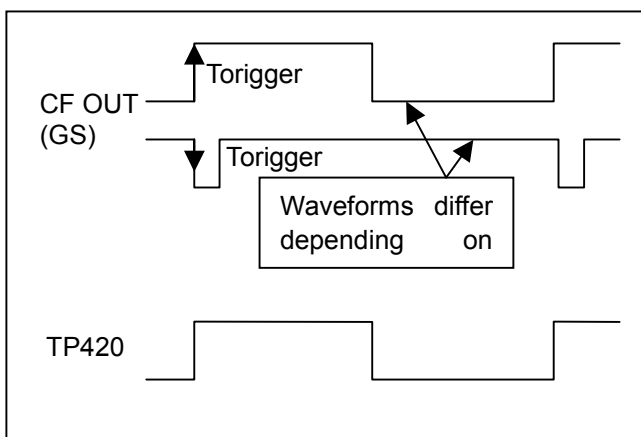 Torigger
CF OUT
(GS)
Torigger
Waveforms differ
depending on
TP420